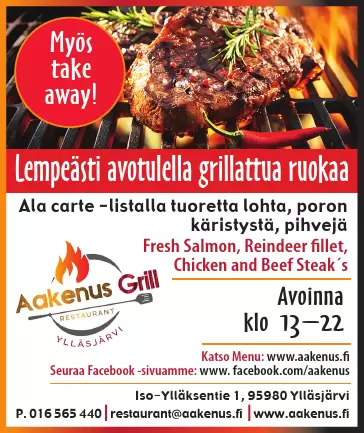 Myös
take
away!
Lempeästi avotulella grillattua ruokaa
Ala carte -listalla tuoretta lohta, poron
käristystä, pihvejä
Fresh Salmon, Reindeer fillet,
Chicken and Beef Steak´s
Aakenus Grill
RESTAURANT
YLLÄSJÄRVI
Avoinna
klo 13–22
Katso Menu: www.aakenus.fi
Seuraa Facebook -sivuamme: www. facebook.com/aakenus
Iso-Ylläksentie 1, 95980 Ylläsjärvi
P. 016 565 440 | restaurant@aakenus.fi | www.aakenus.fi